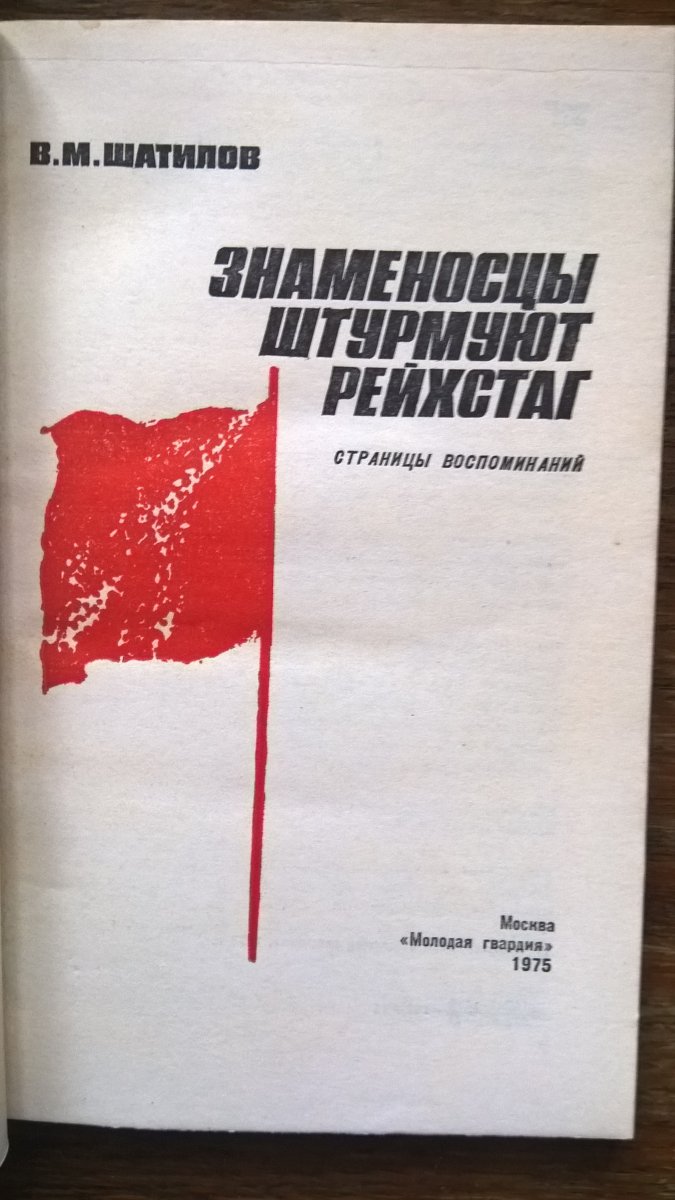 В.М.ШАТИЛОВ
ЗНАМЕНОСЦЫ
ШТУРМУЮТ
РЕЙХСТАГ
СТРАНИЦЫ ВОСПОМИНАНИЙ
Москва
«Молодая гвардия»
1975